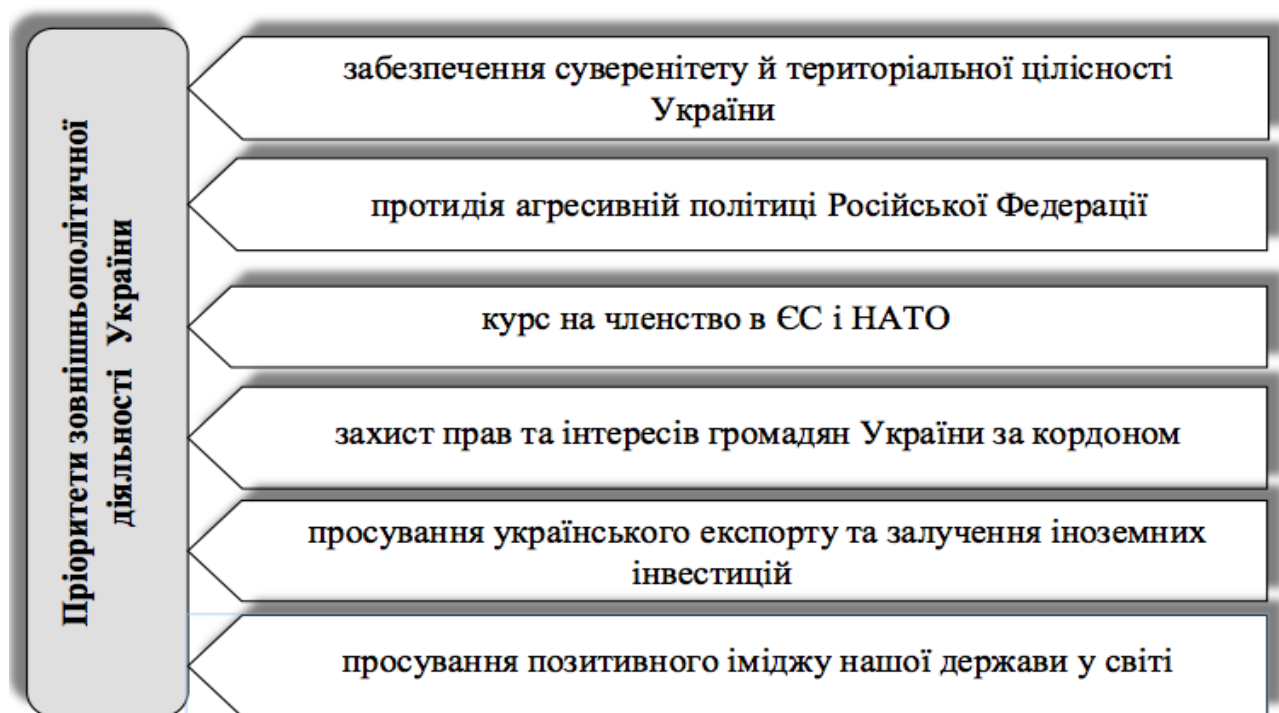 Пріоритети зовнішньополітичної
діяльності України
забезпечення суверенітету й територіальної цілісності
України
протидія агресивній політиці Російської Федерації
курс на членство в ЄС і НАТО
захист прав та інтересів громадян України за кордоном
просування українського експорту та залучення іноземних
інвестицій
просування позитивного іміджу нашої держави у світі